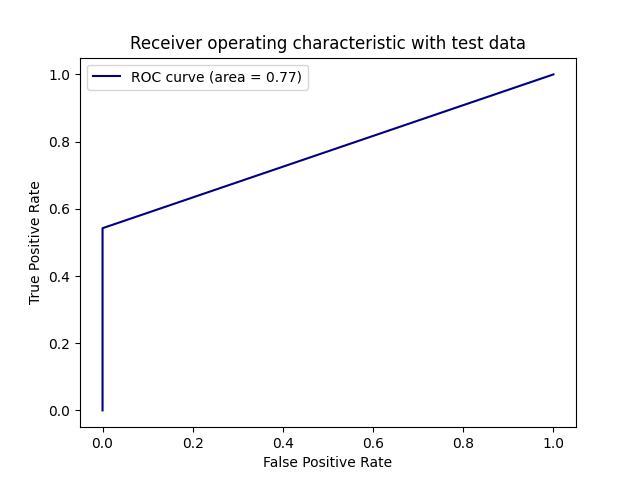 Receiver operating characteristic with test data
ROC curve (area = 0.77)
True Positive Rate
1.0
0.8
0.6
0.4
0.2
0.0
0.0 0.2 0.4 0.6 0.8 1.0
False Positive Rate